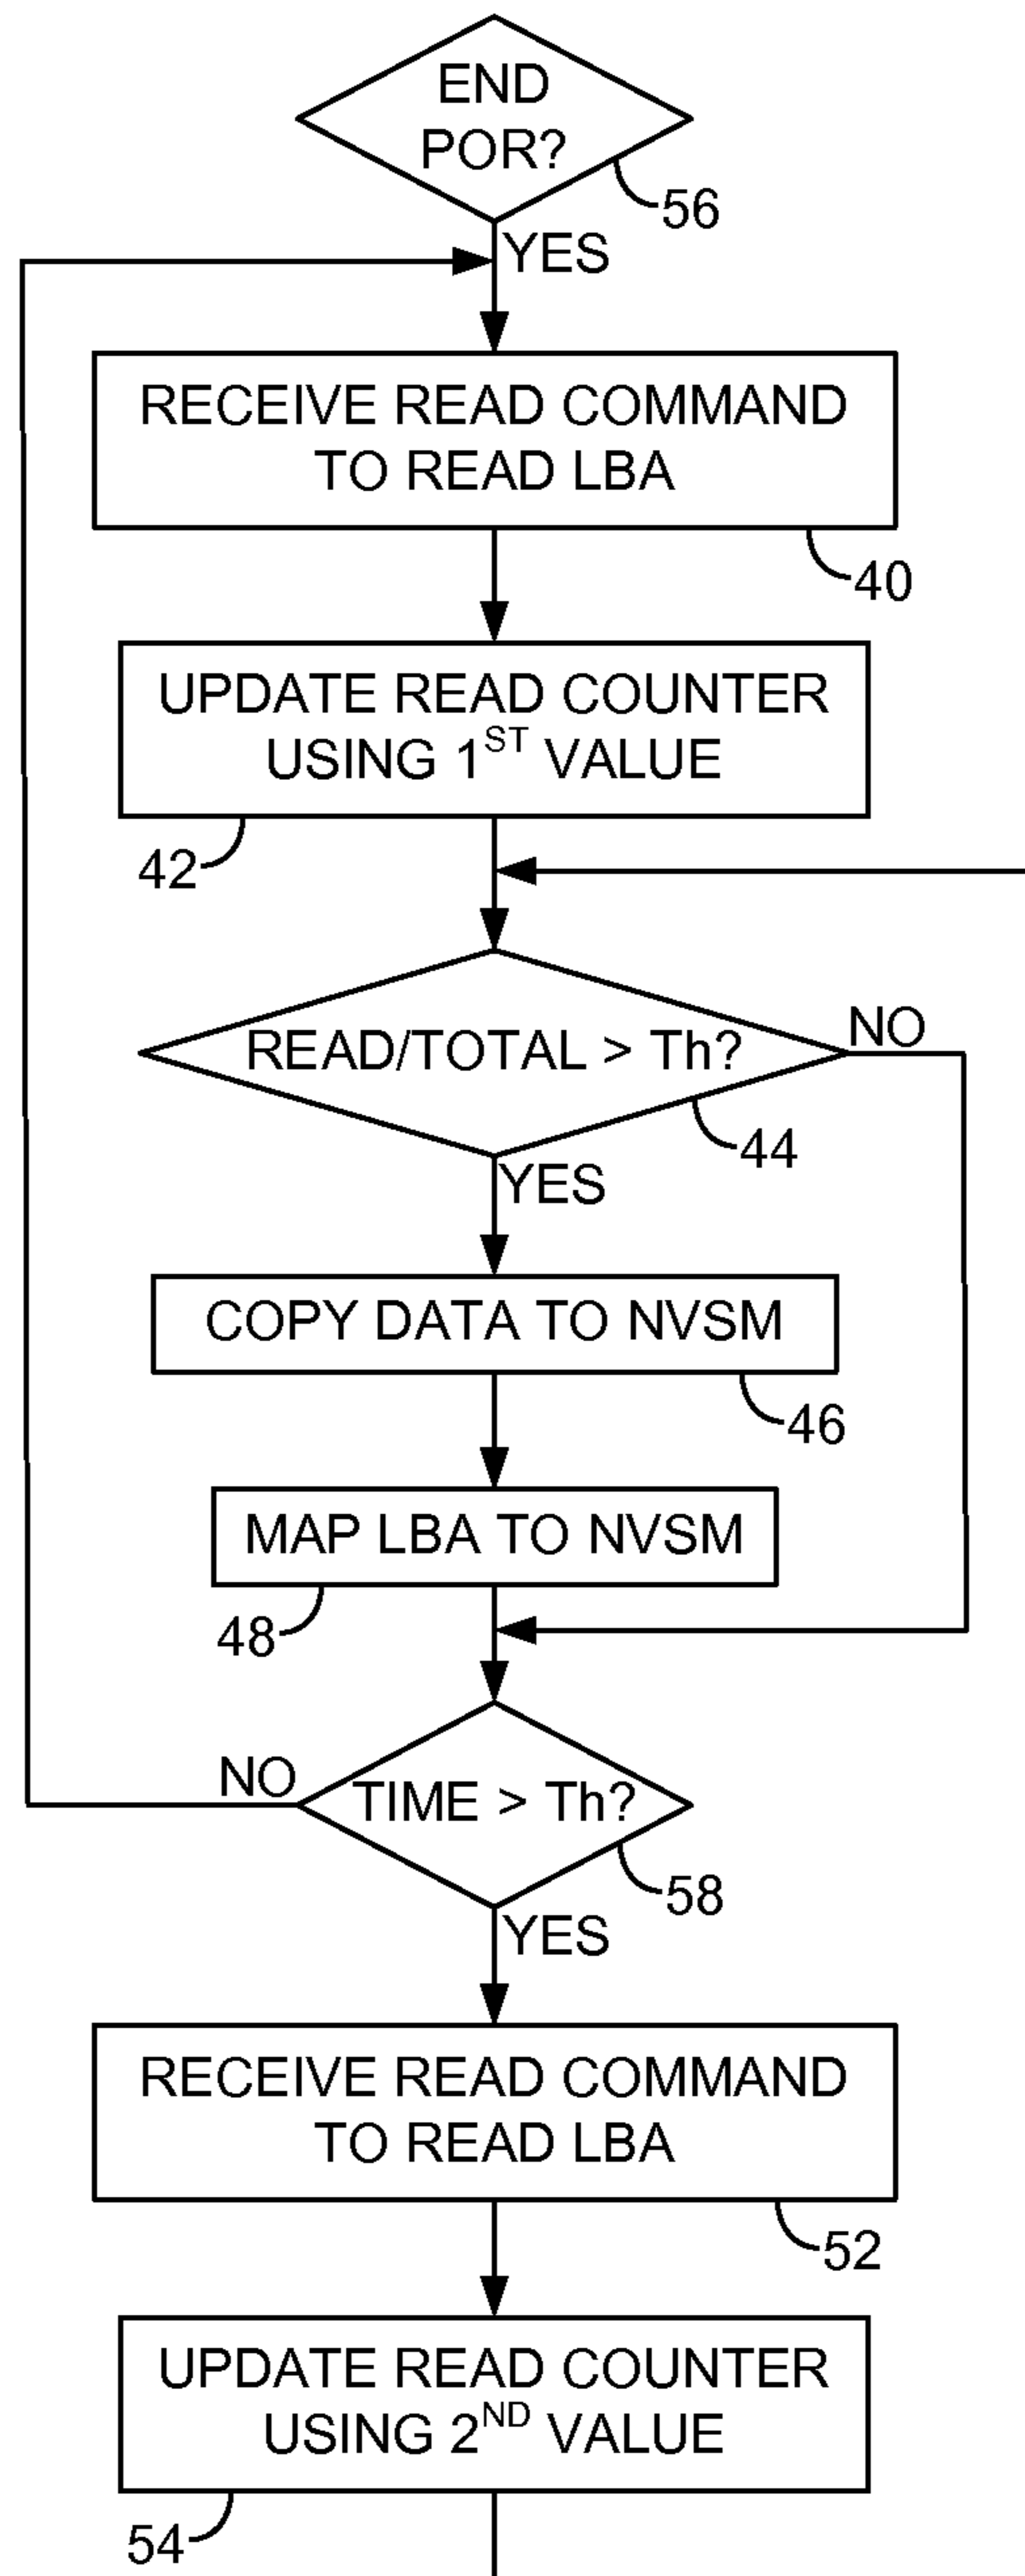 END
POR?
56
YES
RECEIVE READ COMMAND
TO READ LBA
40
UPDATE READ COUNTER
USING 1ST VALUE
42
READ/TOTAL > Th?
NO
44
YES
COPY DATA TO NVSM
46
MAP LBA TO NVSM
48
NO
TIME > Th?
58
YES
RECEIVE READ COMMAND
TO READ LBA
52
UPDATE READ COUNTER
USING 2ND VALUE
54